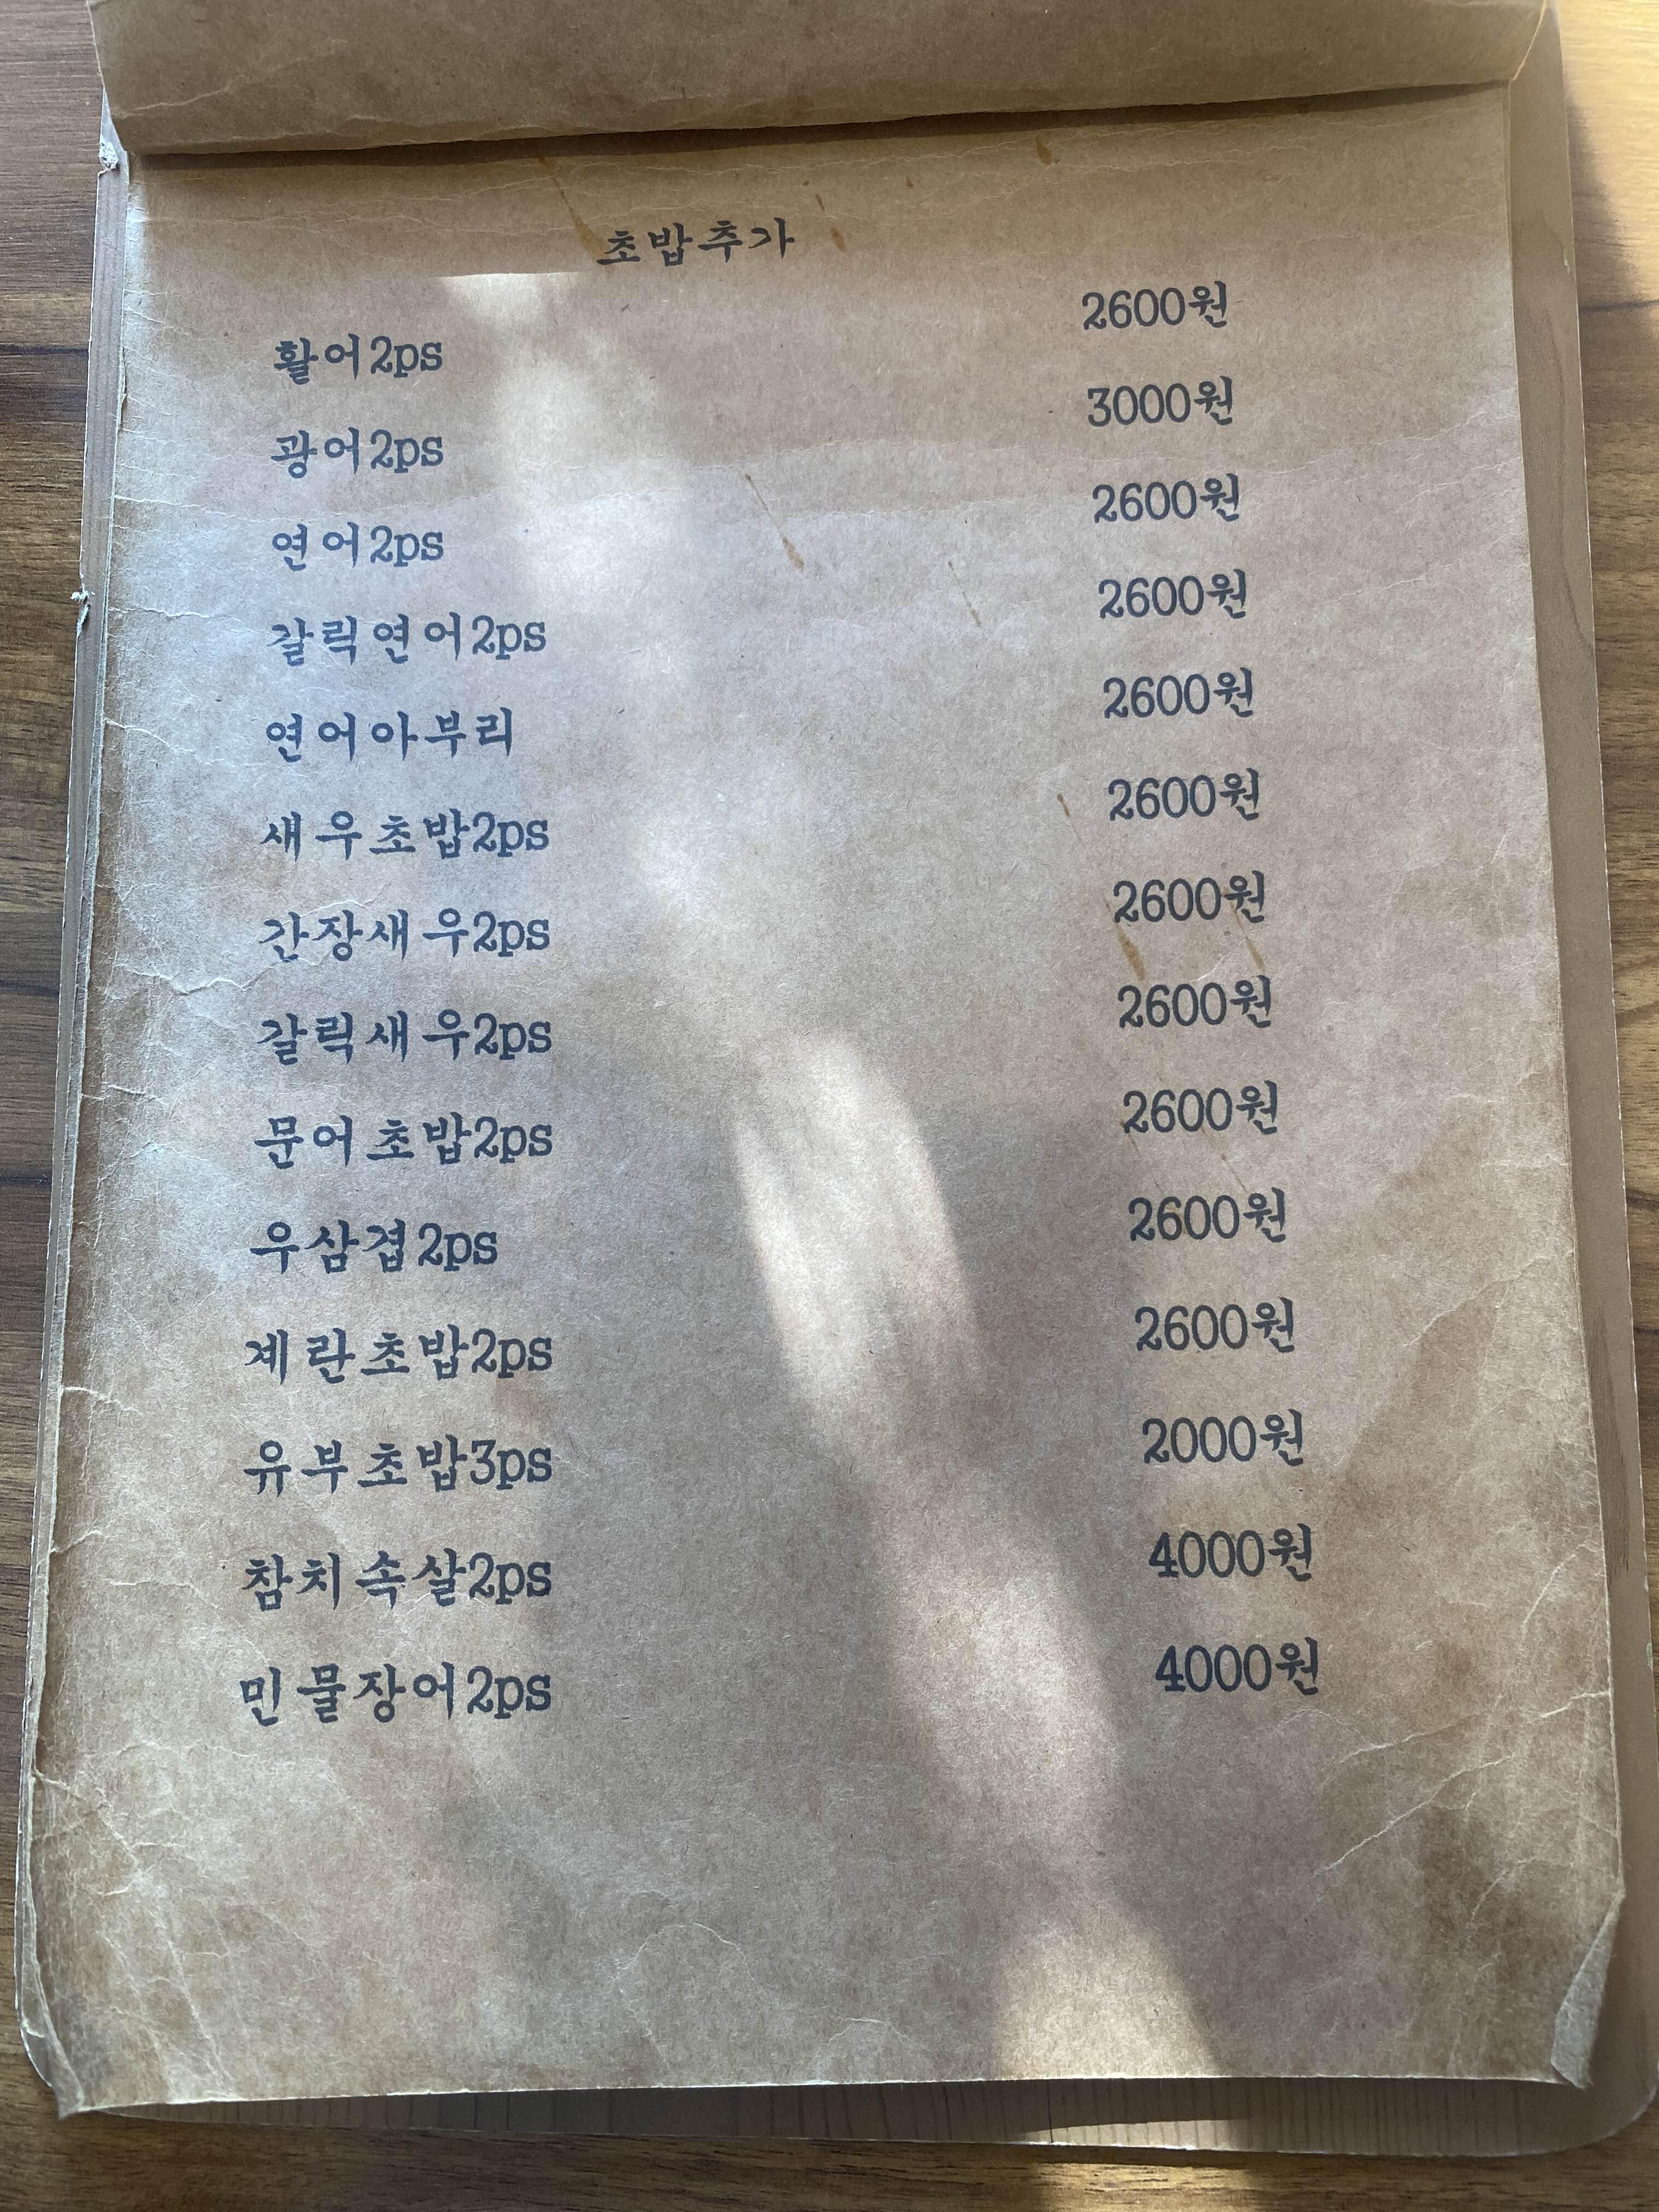 초밥추가
활어2ps 2600원
광어2ps 3000원
연어2ps 2600원
갈릭연어2ps 2600원
연어아부리 2600원
새우초밥2ps 2600원
간장새우2ps 2600원
갈릭새우2ps 2600원
문어초밥2ps 2600원
우삼겹2ps 2600원
계란초밥2ps 2600원
유부초밥3ps 2000원
참치속살2ps 4000원
민물장어2ps 4000원